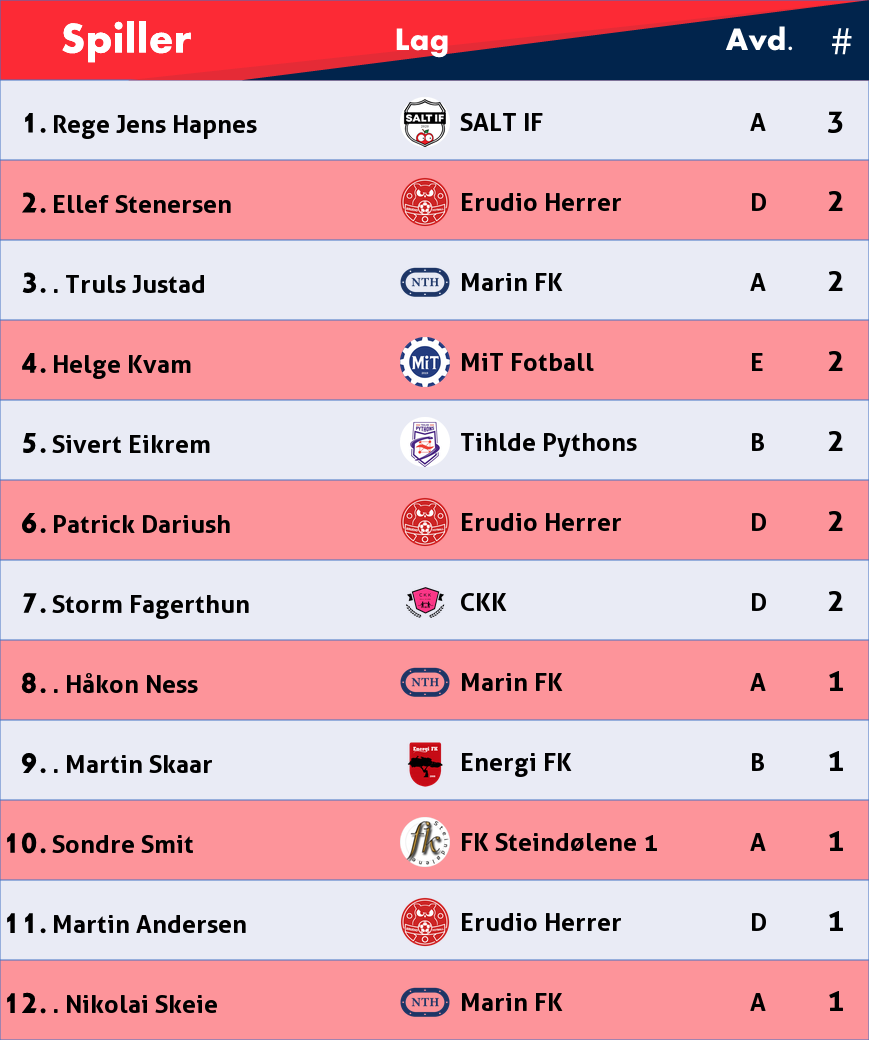 Spiller Lag Avd. #
1. Rege Jens Hapnes SALT IF SALT IF A 3
2. Ellef Stenersen Erudio Herrer D 2
3. . Truls Justad NTH Marin FK A 2
4. Helge Kvam MiT MiT Fotball E 2
5. Sivert Eikrem PYTHONS Tihlde Pythons B 2
6. Patrick Dariush Erudio Herrer D 2
7. Storm Fagerthun CKK CKK D 2
8. . Håkon Ness NTH Marin FK A 1
9. . Martin Skaar Energi FK Energi FK B 1
10. Sondre Smit fk FK Steindølene 1 A 1
11. Martin Andersen Erudio Herrer D 1
12. . Nikolai Skeie NTH Marin FK A 1